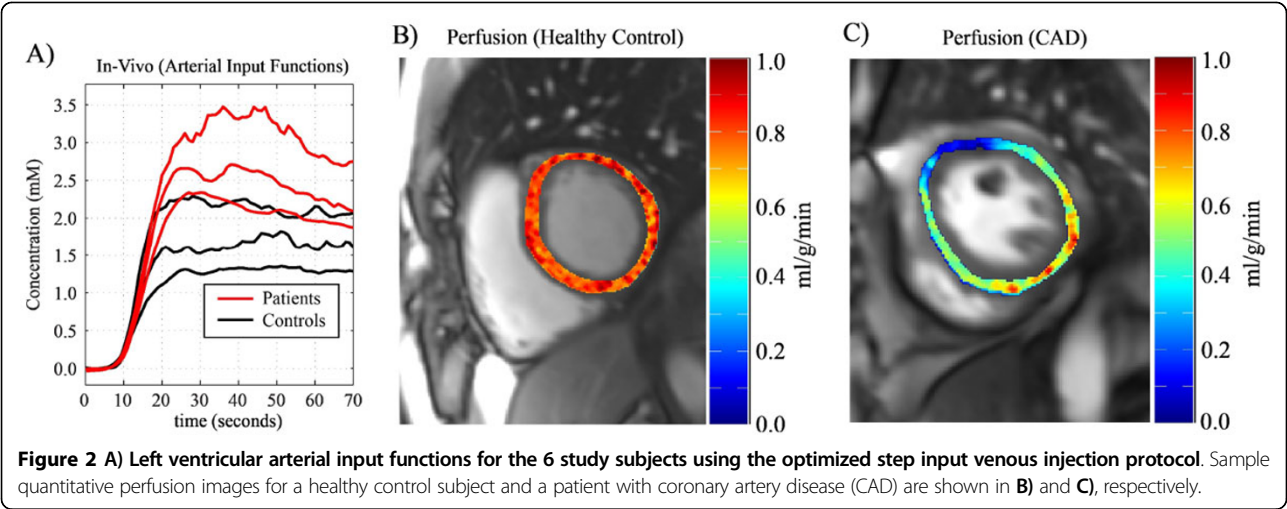 A)
In-Vivo (Arterial Input Functions)
Concentration (mM)
3.5
3.0
2.5
2.0
1.5
1.0
0.5
0.0
Patients
Controls
0 10 20 30 40 50 60 70
time (seconds)
B)
Perfusion (Healthy Control)
1.0
0.8
0.6
0.4
0.2
0.0
ml/g/min
C)
Perfusion (CAD)
1.0
0.8
0.6
0.4
0.2
0.0
ml/g/min
Figure 2 A) Left ventricular arterial input functions for the 6 study subjects using the optimized step input venous injection protocol. Sample
quantitative perfusion images for a healthy control subject and a patient with coronary artery disease (CAD) are shown in B) and C), respectively.